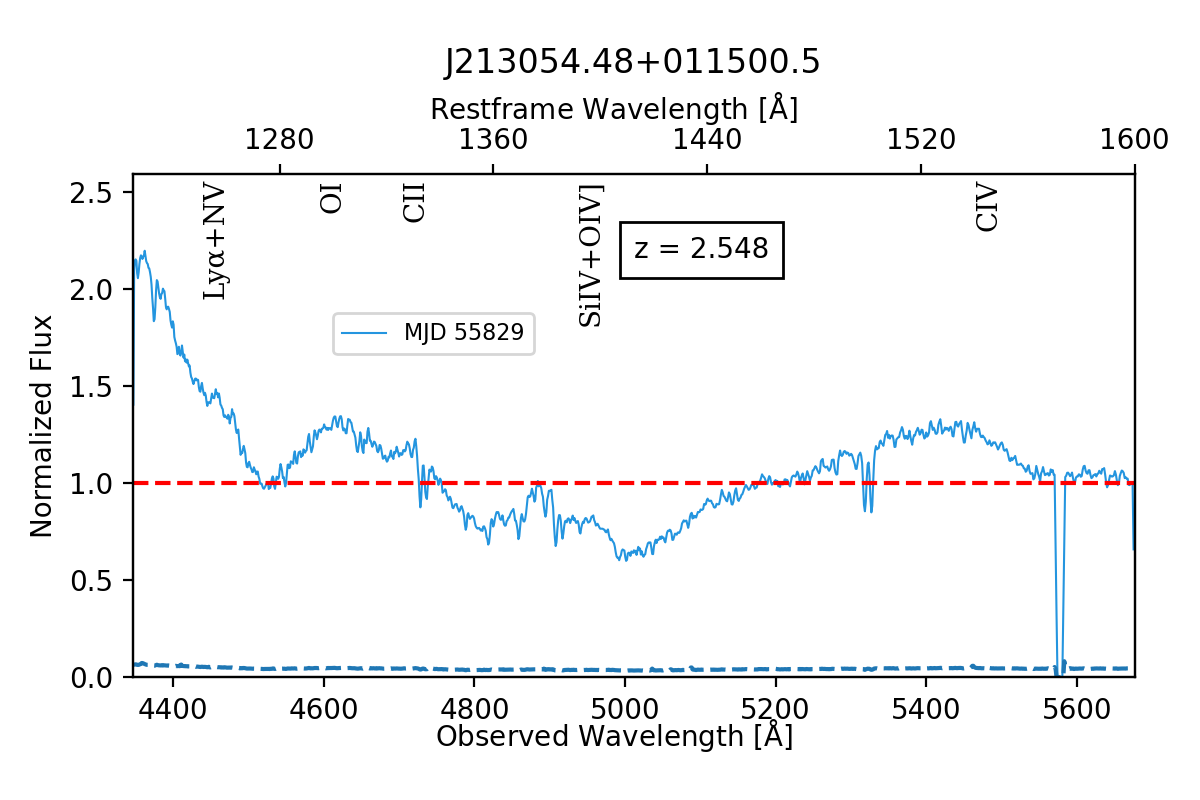 J213054.48+011500.5
Restframe Wavelength [Å]
1280 1360 1440 1520 1600
Lyα+NV
OI
CII
SiIV+OIV]
CIV
z = 2.548
MJD 55829
Normalized Flux
2.5
2.0
1.5
1.0
0.5
0.0
4400 4600 4800 5000 5200 5400 5600
Observed Wavelength [Å]